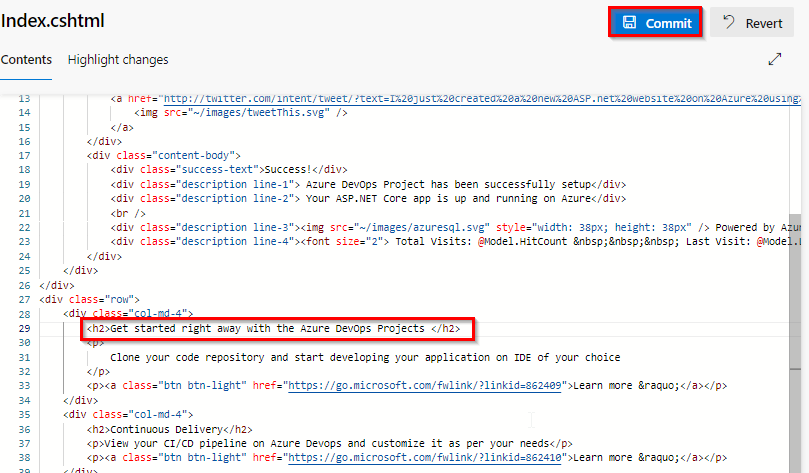 Index.cshtml
Commit
Revert
Contents Highlight changes
13 <a href="http://twitter.com/intent/tweet/?text=I%20just%20created%20a%20new%20ASP.net%20website%20on%20Azure%20using%
14 <img src="~/images/tweetThis.svg" />
15 </a>
16 </div>
17 <div class="content-body">
18 <div class="success-text">Success!</div>
19 <div class="description line-1"> Azure DevOps Project has been successfully setup</div>
20 <div class="description line-2"> Your ASP.NET Core app is up and running on Azure</div>
21 <br />
22 <div class="description line-3"><img src="~/images/azuresql.svg" style="width: 38px; height: 38px" /> Powered by
23 <div class="description line-4"><font size="2"> Total Visits: @Model.HitCount &nbsp;&nbsp;&nbsp; Last Visit:
24 </div>
25 </div>
26 </div>
27 <div class="row">
28 <div class="col-md-4">
29 <h2>Get started right away with the Azure DevOps Projects </h2>
30 <p>
31 Clone your code repository and start developing your application on IDE of your choice
32 </p>
33 <p><a class="btn btn-light" href="https://go.microsoft.com/fwlink/?linkid=862409">Learn more &raquo;</a></p>
34 </div>
35 <div class="col-md-4">
36 <h2>Continuous Delivery</h2>
37 <p>View your CI/CD pipeline on Azure Devops and customize it as per your needs</p>
38 <p><a class="btn btn-light" href="https://go.microsoft.com/fwlink/?linkid=862410">Learn more &raquo;</a></p>
39 </div>